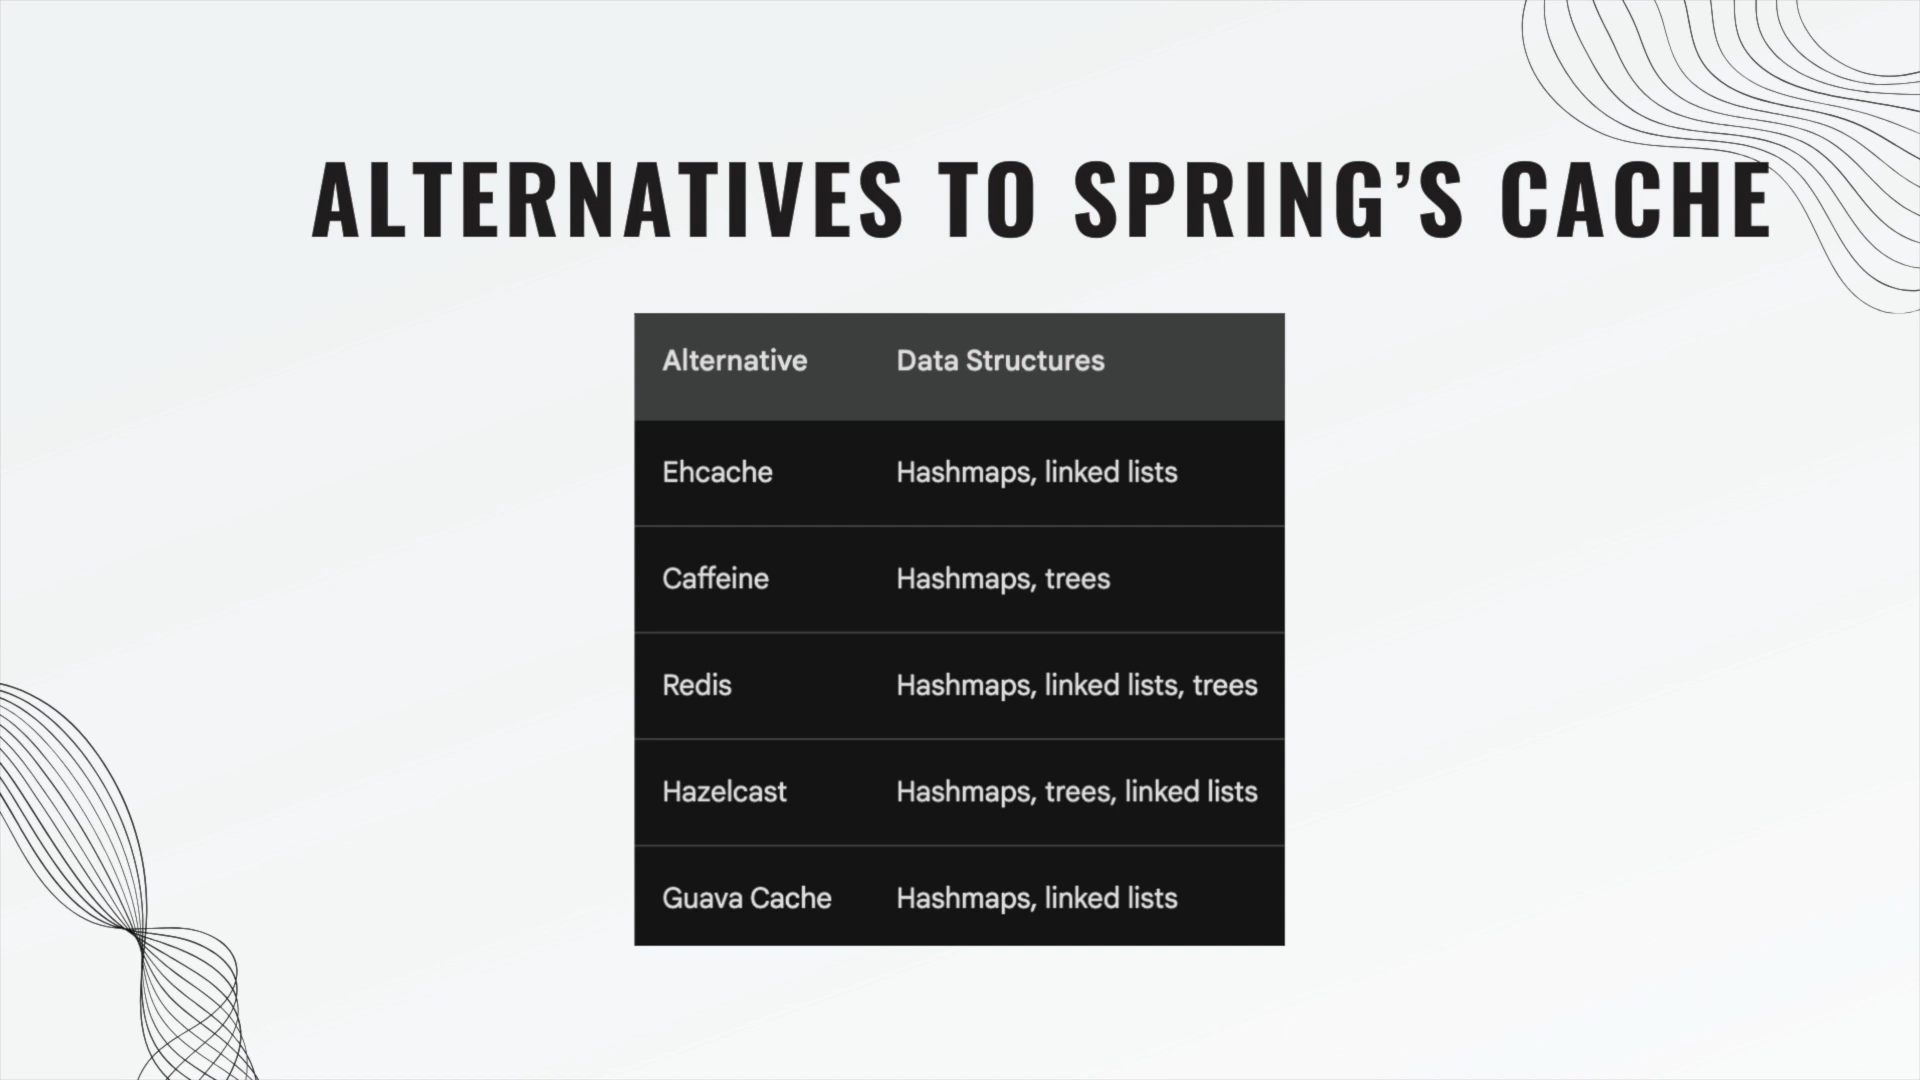 ALTERNATIVES TO SPRING’S CACHE
Alternative Data Structures
Ehcache Hashmaps, linked lists
Caffeine Hashmaps, trees
Redis Hashmaps, linked lists, trees
Hazelcast Hashmaps, trees, linked lists
Guava Cache Hashmaps, linked lists